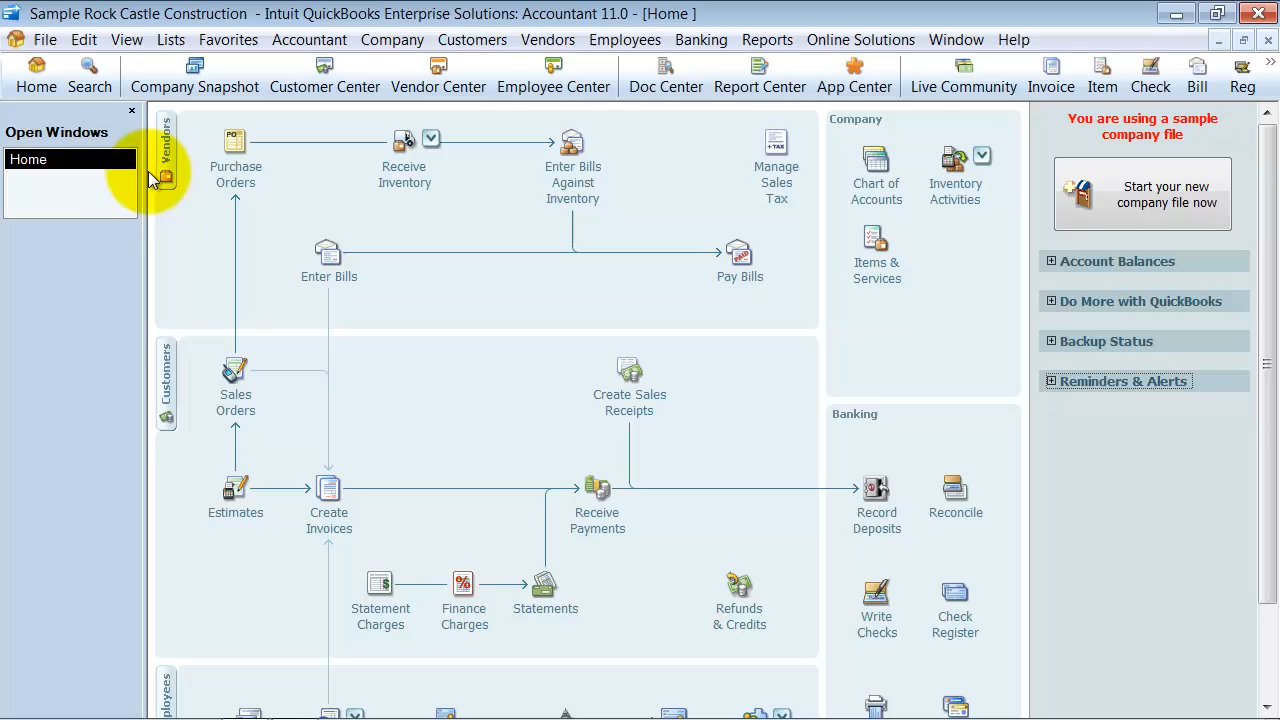 Sample Rock Castle Construction - Intuit QuickBooks Enterprise Solutions: Accountant 11.0 - [Home ]
File Edit View Lists Favorites Accountant Company Customers Vendors Employees Banking Reports Online Solutions Window Help
Home Search Company Snapshot Customer Center Vendor Center Employee Center Doc Center Report Center App Center Live Community Invoice Item Check Bill Reg
Open Windows
Home
Vendors
PO
Purchase
Orders
Receive
Inventory
Enter Bills
Against
Inventory
+ TAX
Manage
Sales
Tax
Enter Bills
PAID
Pay Bills
Customers
Sales
Orders
Create Sales
Receipts
Estimates
Create
Invoices
Receive
Payments
Statement
Charges
Finance
Charges
Statements
Refunds
& Credits
ployees
Company
Chart of
Accounts
Inventory
Activities
Items &
Services
Banking
Record
Deposits
Reconcile
Write
Checks
Check
Register
You are using a sample
company file
Start your new
company file now
Account Balances
Do More with QuickBooks
Backup Status
Reminders & Alerts